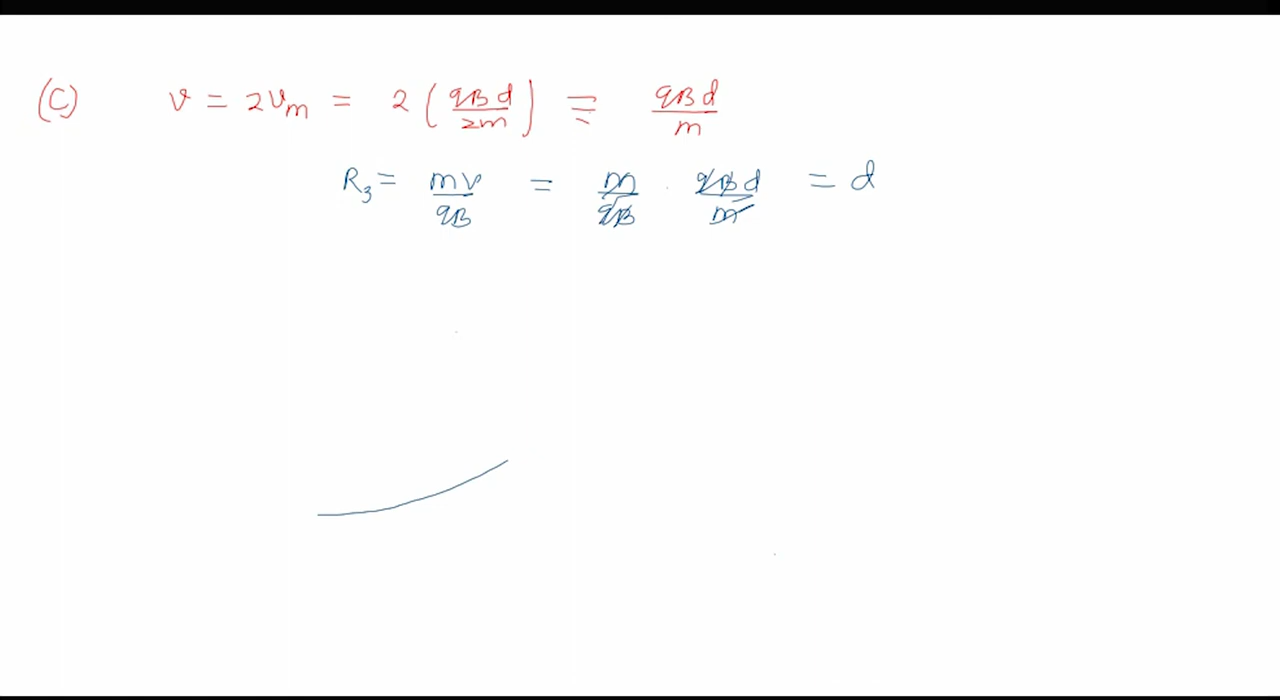 (C) v = 2v_m = 2 (qBd/2m) = qBd/m
R_3 = mv/qB = m/qB · qBd/m = d